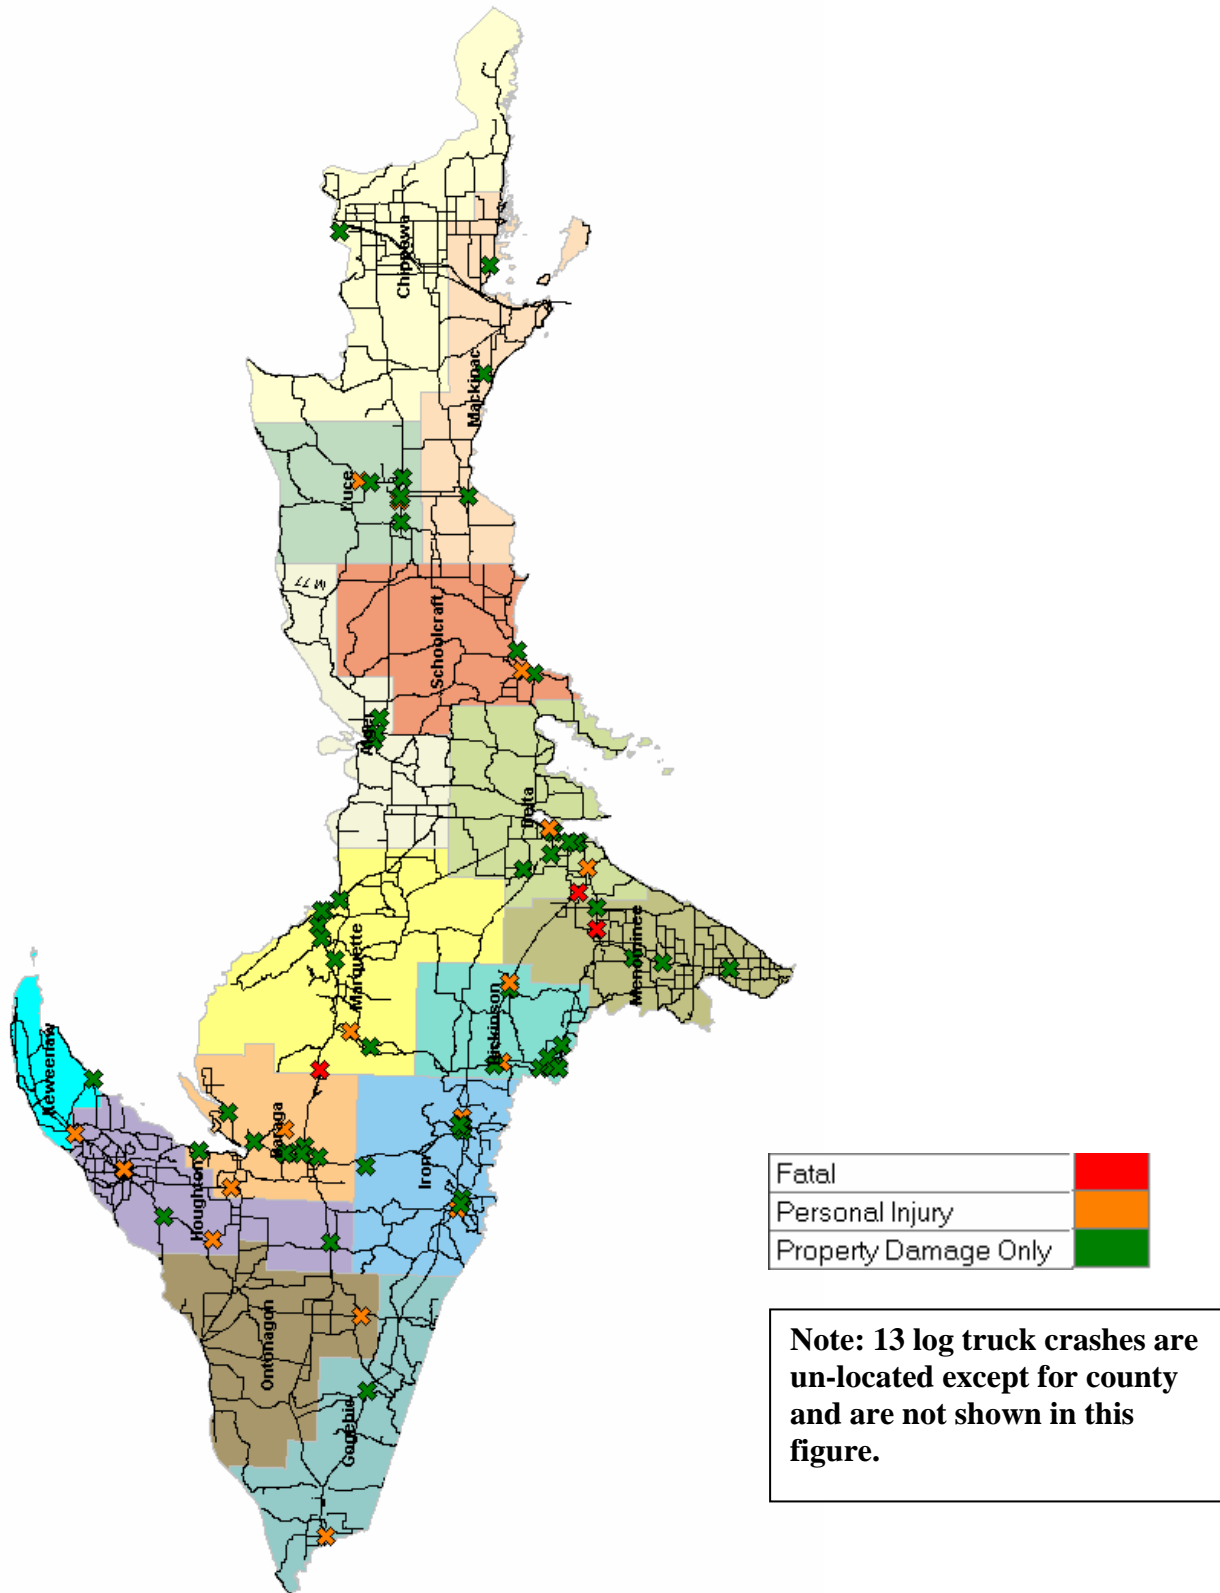 Chippewa
Mackinac
Luce
M 77
Schoolcraft
Alger
Delta
Marquette
Menominee
Dickinson
Keweenaw
Baraga
Houghton
Iron
Ontonagon
Gogebic
Fatal
Personal Injury
Property Damage Only
Note: 13 log truck crashes are
un-located except for county
and are not shown in this
figure.